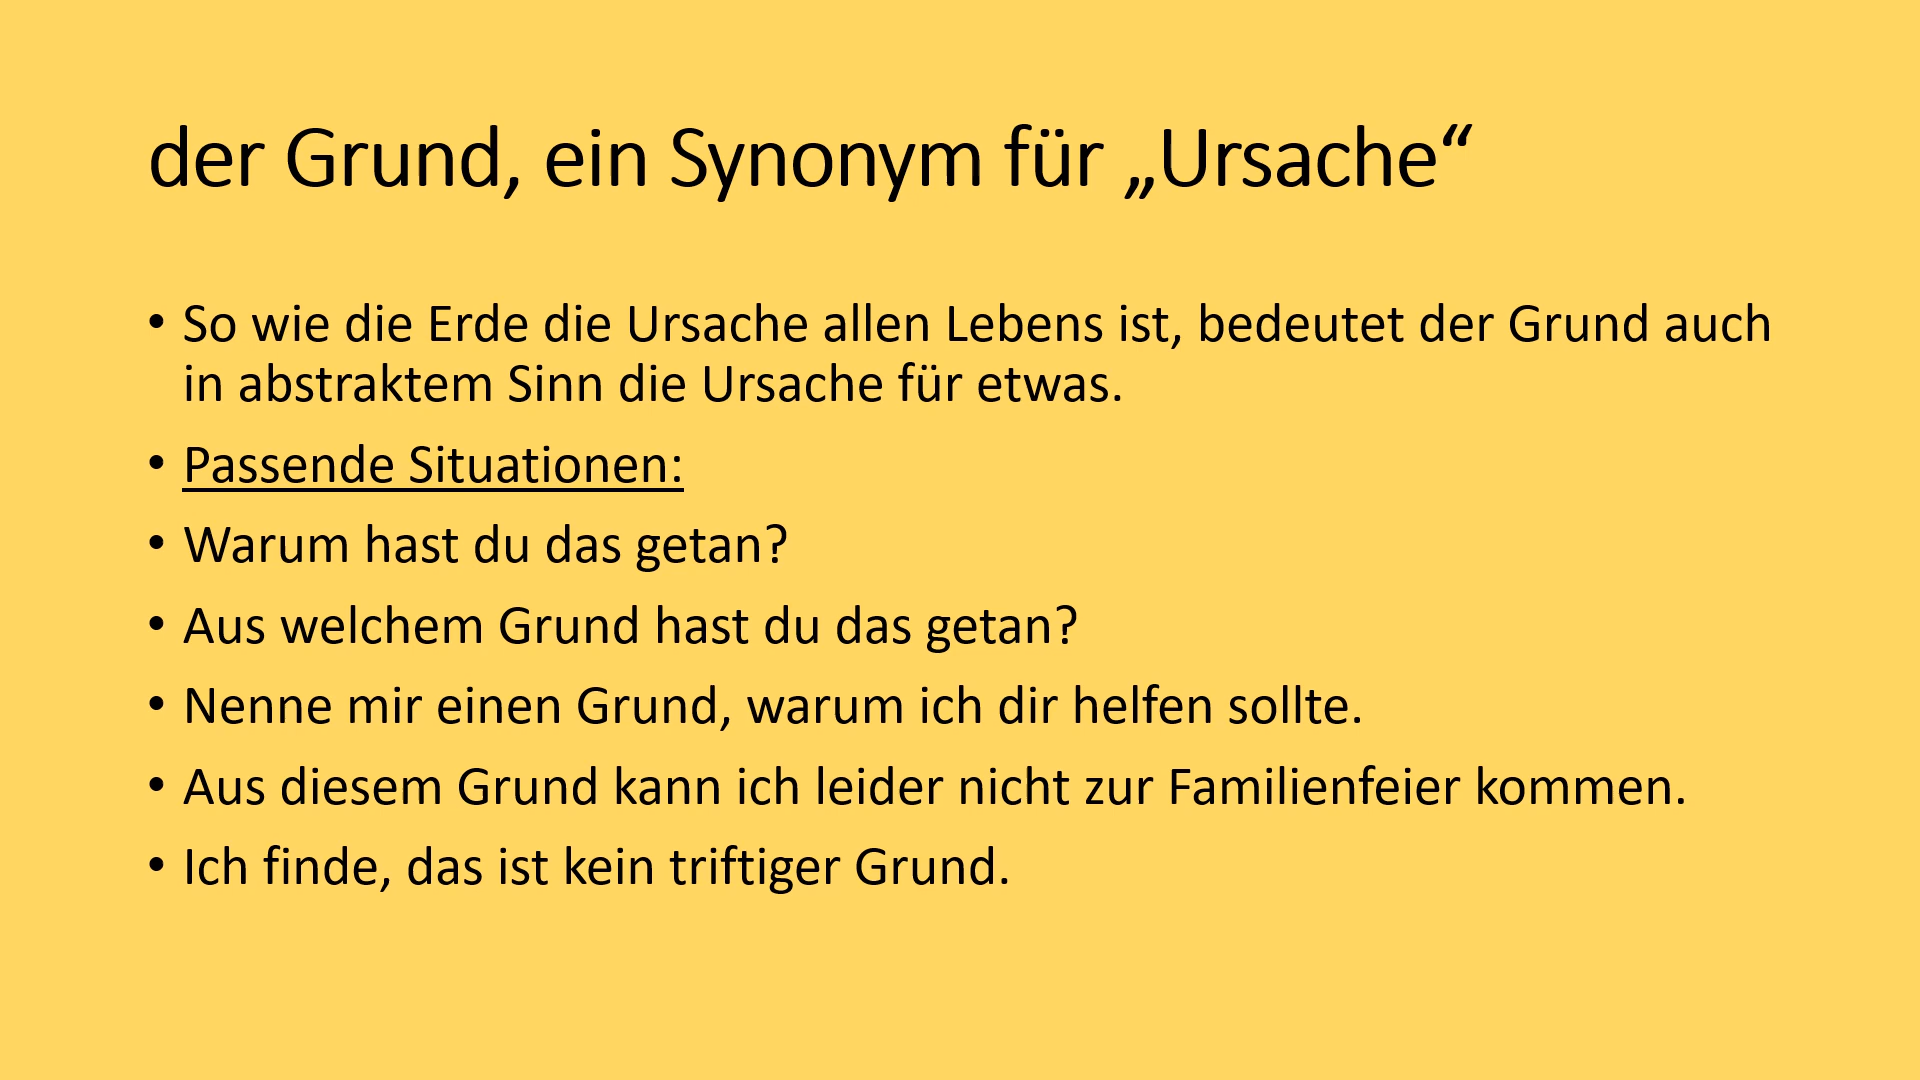 der Grund, ein Synonym für „Ursache“
• So wie die Erde die Ursache allen Lebens ist, bedeutet der Grund auch
in abstraktem Sinn die Ursache für etwas.
• Passende Situationen:
• Warum hast du das getan?
• Aus welchem Grund hast du das getan?
• Nenne mir einen Grund, warum ich dir helfen sollte.
• Aus diesem Grund kann ich leider nicht zur Familienfeier kommen.
• Ich finde, das ist kein triftiger Grund.